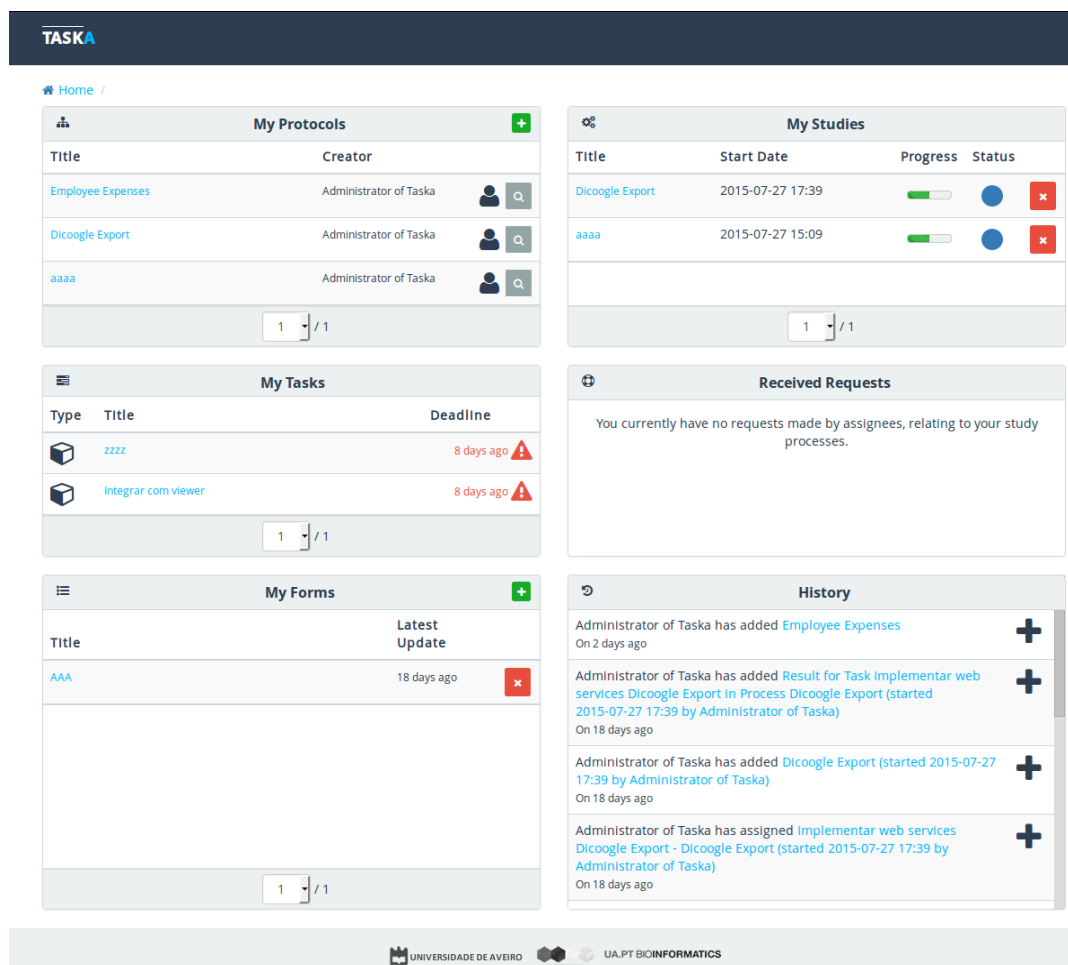 TASKA
Home /
My Protocols
Title Creator
Employee Expenses Administrator of Taska
Dicoogle Export Administrator of Taska
aaaa Administrator of Taska
1 / 1
My Studies
Title Start Date Progress Status
Dicoogle Export 2015-07-27 17:39
aaaa 2015-07-27 15:09
1 / 1
My Tasks
Type Title Deadline
zzzz 8 days ago
Integrar com viewer 8 days ago
1 / 1
Received Requests
You currently have no requests made by assignees, relating to your study
processes.
My Forms
Title Latest
Update
AAA 18 days ago
1 / 1
History
Administrator of Taska has added Employee Expenses
On 2 days ago
Administrator of Taska has added Result for Task Implementar web
services Dicoogle Export in Process Dicoogle Export (started
2015-07-27 17:39 by Administrator of Taska)
On 18 days ago
Administrator of Taska has added Dicoogle Export (started 2015-07-27
17:39 by Administrator of Taska)
On 18 days ago
Administrator of Taska has assigned Implementar web services
Dicoogle Export - Dicoogle Export (started 2015-07-27 17:39 by
Administrator of Taska)
On 18 days ago
UNIVERSIDADE DE AVEIRO UA.PT BIOINFORMATICS